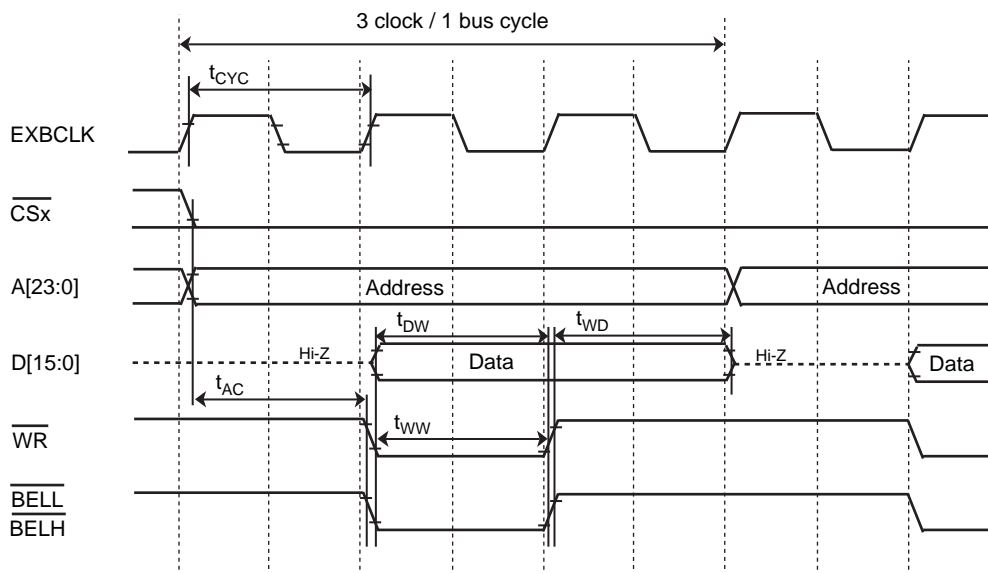 3 clock / 1 bus cycle
tCYC
EXBCLK
CSx
A[23:0]
Address
Address
tDW
tWD
D[15:0]
Hi-Z
Data
Hi-Z
Data
tAC
tWW
WR
BELL
BELH